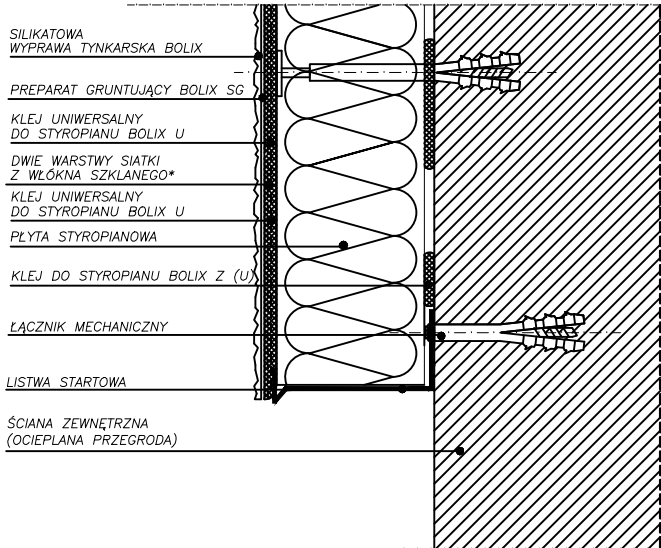 SILIKATOWA
WYPRAWA TYNKARSKA BOLIX
PREPARAT GRUNTUJĄCY BOLIX SG
KLEJ UNIWERSALNY
DO STYROPIANU BOLIX U
DWIE WARSTWY SIATKI
Z WŁÓKNA SZKLANEGO*
KLEJ UNIWERSALNY
DO STYROPIANU BOLIX U
PŁYTA STYROPIANOWA
KLEJ DO STYROPIANU BOLIX Z (U)
ŁĄCZNIK MECHANICZNY
LISTWA STARTOWA
ŚCIANA ZEWNĘTRZNA
(OCIEPLANA PRZEGRODA)